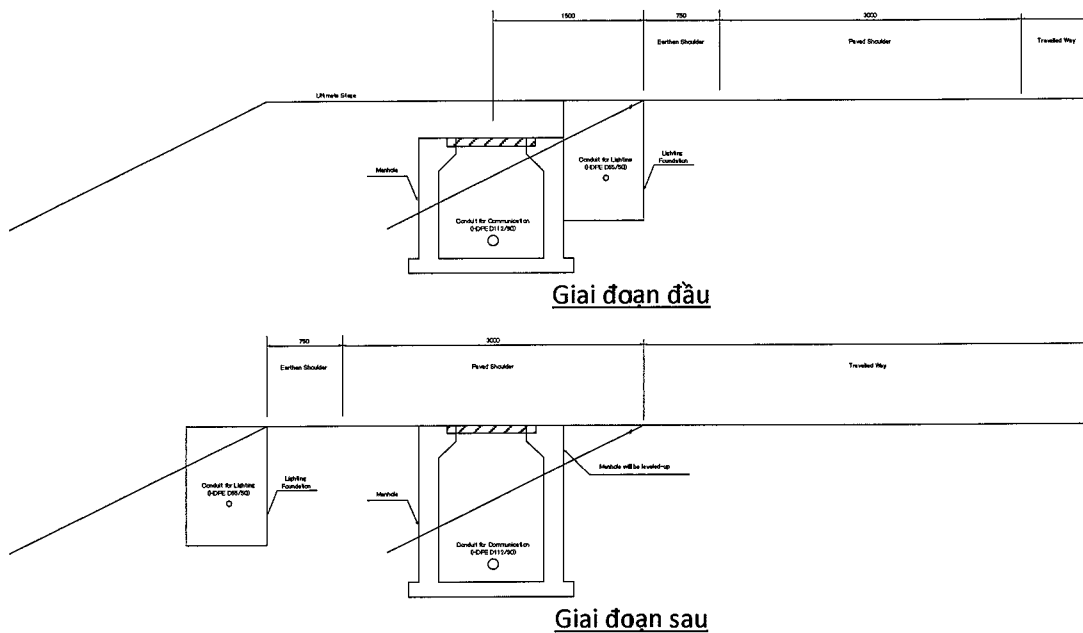 1500
750
3000
Earthen Shoulder
Paved Shoulder
Travelled Way
Ultimate Stage
Manhole
Conduit for Lighting
(HDPE D65/50)
Lighting
Foundation
Conduit for Communication
(HDPE D112/90)
Giai đoạn đầu
750
3000
Earthen Shoulder
Paved Shoulder
Travelled Way
Conduit for Lighting
(HDPE D65/50)
Lighting
Foundation
Manhole
Manhole will be leveled-up
Conduit for Communication
(HDPE D112/90)
Giai đoạn sau